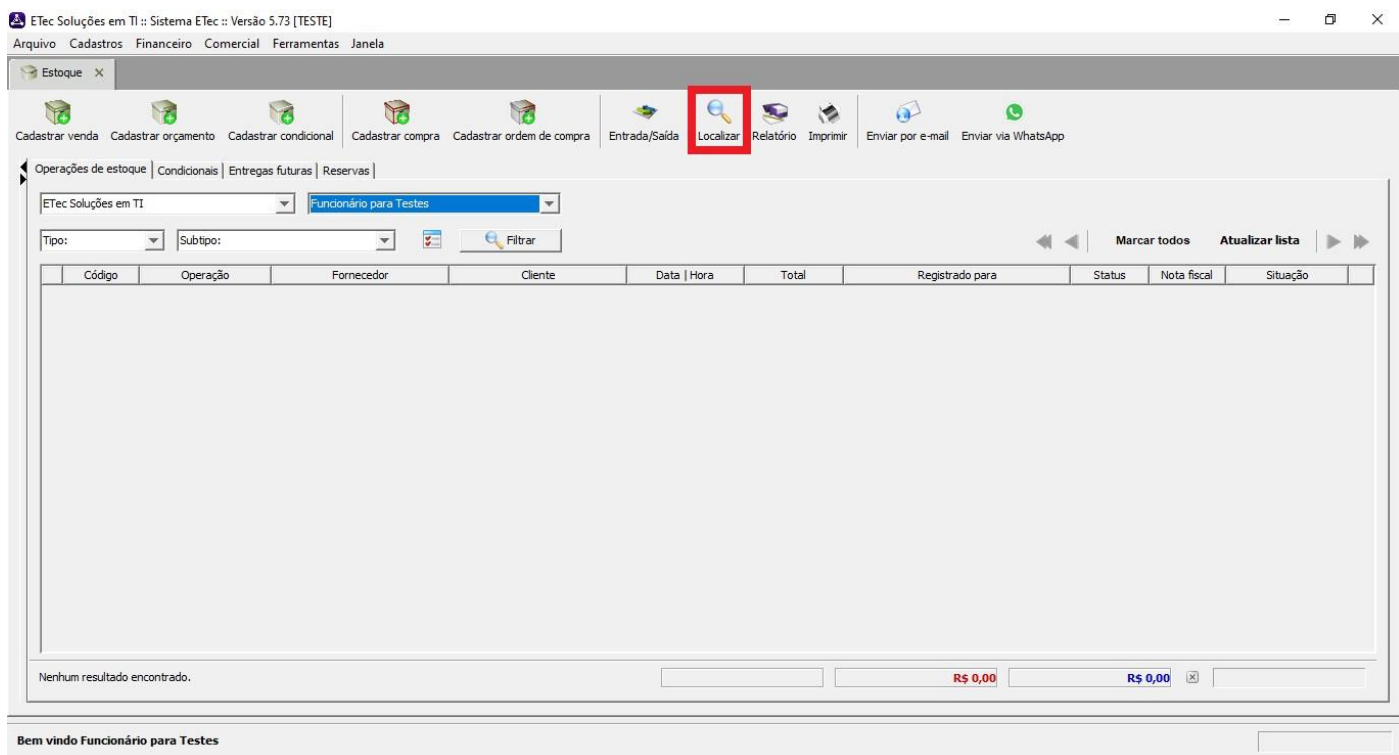 ETec Soluções em TI :: Sistema ETec :: Versão 5.73 [TESTE]
Arquivo Cadastros Financeiro Comercial Ferramentas Janela
Estoque
Cadastrar venda Cadastrar orçamento Cadastrar condicional Cadastrar compra Cadastrar ordem de compra Entrada/Saída Localizar Relatório Imprimir Enviar por e-mail Enviar via WhatsApp
Operações de estoque Condicionais Entregas futuras Reservas
ETec Soluções em TI Funcionário para Testes
Tipo: Subtipo: Filtrar Marcar todos Atualizar lista
Código Operação Fornecedor Cliente Data | Hora Total Registrado para Status Nota fiscal Situação
Nenhum resultado encontrado. R$ 0,00 R$ 0,00
Bem vindo Funcionário para Testes